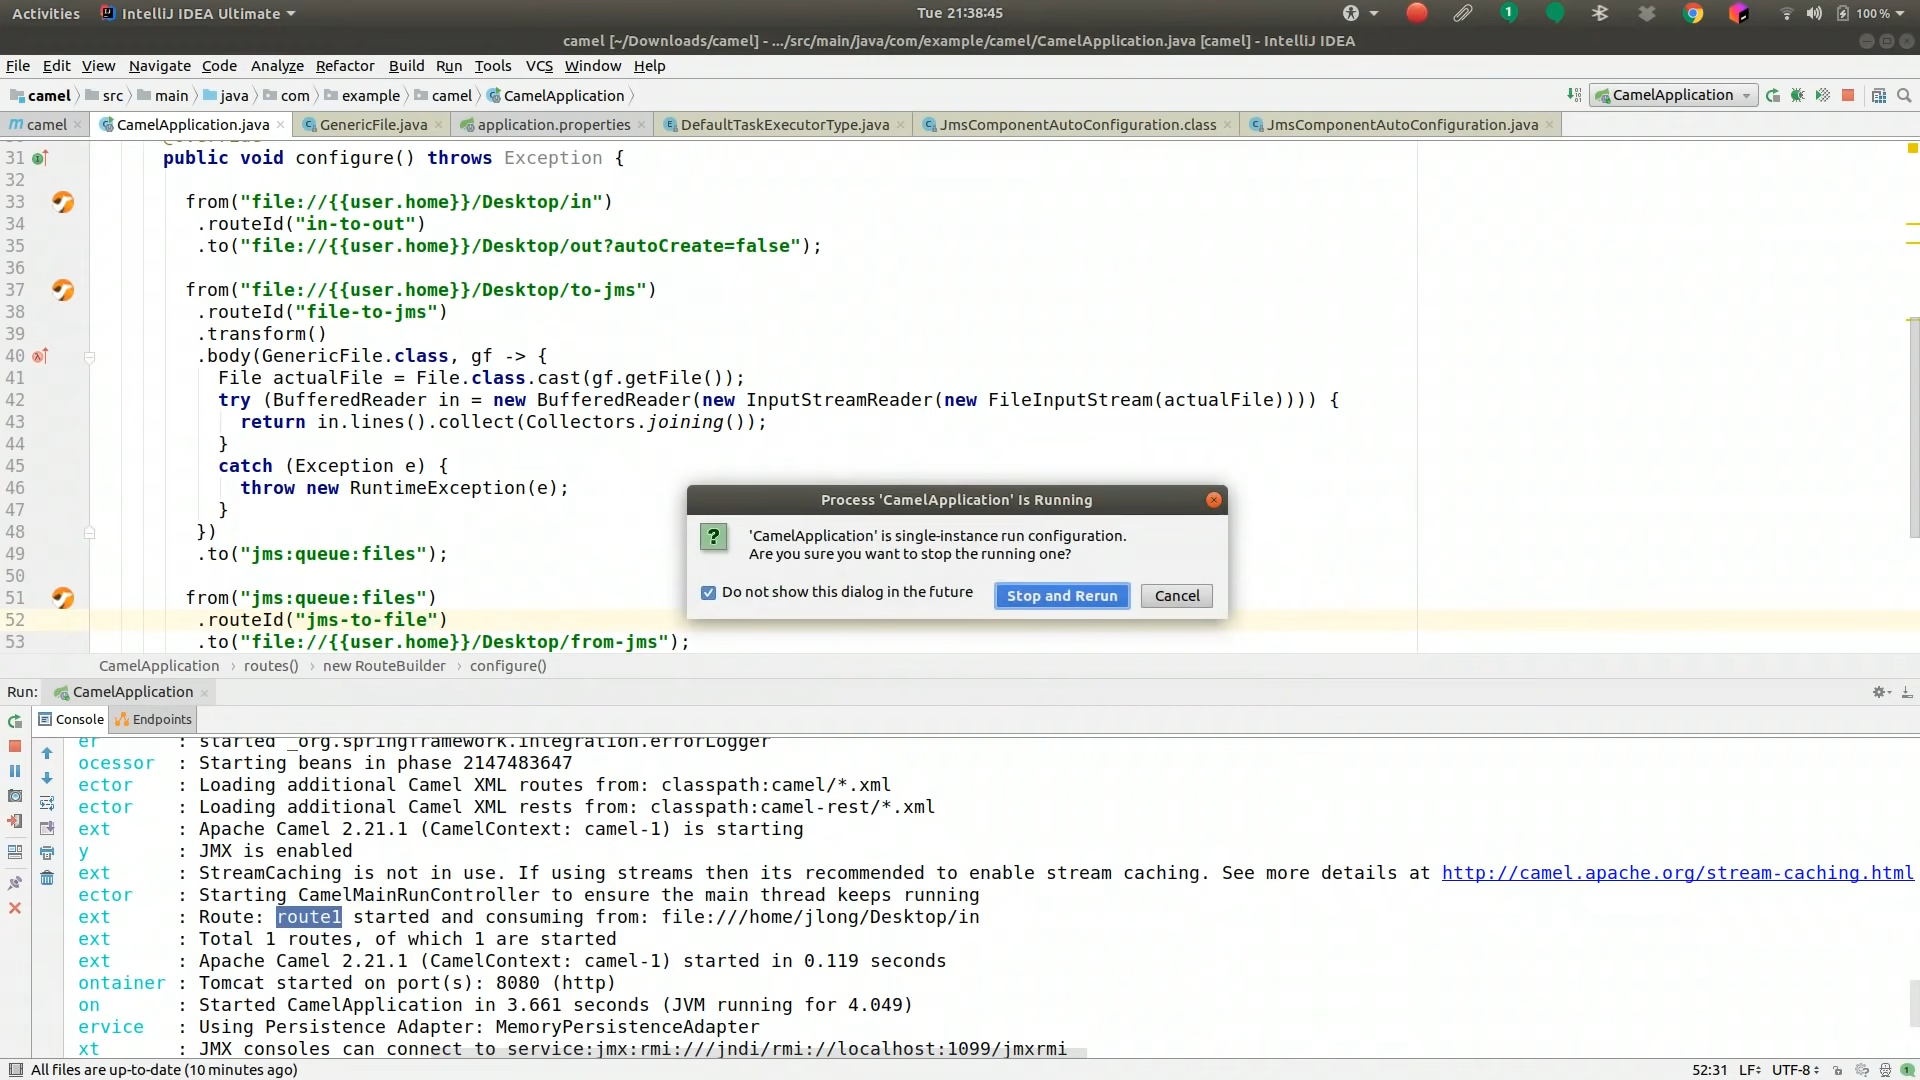 Activities
IntelliJ IDEA Ultimate
Tue 21:38:45
1
100 %
camel [~/Downloads/camel] - .../src/main/java/com/example/camel/CamelApplication.java [camel] - IntelliJ IDEA
File Edit View Navigate Code Analyze Refactor Build Run Tools VCS Window Help
camel src main java com example camel CamelApplication
CamelApplication
camel CamelApplication.java GenericFile.java application.properties DefaultTaskExecutorType.java JmsComponentAutoConfiguration.class JmsComponentAutoConfiguration.java
31 public void configure() throws Exception {
32
33 from("file://{{user.home}}/Desktop/in")
34 .routeId("in-to-out")
35 .to("file://{{user.home}}/Desktop/out?autoCreate=false");
36
37 from("file://{{user.home}}/Desktop/to-jms")
38 .routeId("file-to-jms")
39 .transform()
40 .body(GenericFile.class, gf -> {
41 File actualFile = File.class.cast(gf.getFile());
42 try (BufferedReader in = new BufferedReader(new InputStreamReader(new FileInputStream(actualFile)))) {
43 return in.lines().collect(Collectors.joining());
44 }
45 catch (Exception e) {
46 throw new RuntimeException(e);
47 }
48 })
49 .to("jms:queue:files");
50
51 from("jms:queue:files")
52 .routeId("jms-to-file")
53 .to("file://{{user.home}}/Desktop/from-jms");
Process 'CamelApplication' Is Running
'CamelApplication' is single-instance run configuration.
Are you sure you want to stop the running one?
Do not show this dialog in the future
Stop and Rerun
Cancel
CamelApplication › routes() › new RouteBuilder › configure()
Run: CamelApplication
Console Endpoints
er : started _org.springframework.integration.errorLogger
ocessor : Starting beans in phase 2147483647
ector : Loading additional Camel XML routes from: classpath:camel/*.xml
ector : Loading additional Camel XML rests from: classpath:camel-rest/*.xml
ext : Apache Camel 2.21.1 (CamelContext: camel-1) is starting
y : JMX is enabled
ext : StreamCaching is not in use. If using streams then its recommended to enable stream caching. See more details at http://camel.apache.org/stream-caching.html
ector : Starting CamelMainRunController to ensure the main thread keeps running
ext : Route: route1 started and consuming from: file:///home/jlong/Desktop/in
ext : Total 1 routes, of which 1 are started
ext : Apache Camel 2.21.1 (CamelContext: camel-1) started in 0.119 seconds
ontainer : Tomcat started on port(s): 8080 (http)
on : Started CamelApplication in 3.661 seconds (JVM running for 4.049)
ervice : Using Persistence Adapter: MemoryPersistenceAdapter
xt : JMX consoles can connect to service:jmx:rmi:///jndi/rmi://localhost:1099/jmxrmi
All files are up-to-date (10 minutes ago)
52:31 LF UTF-8